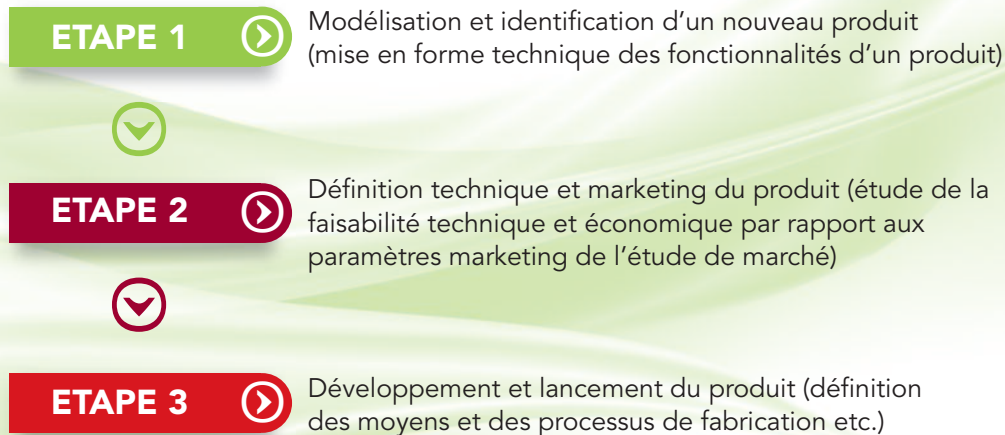 ETAPE 1
Modélisation et identification d’un nouveau produit
(mise en forme technique des fonctionnalités d’un produit)
ETAPE 2
Définition technique et marketing du produit (étude de la
faisabilité technique et économique par rapport aux
paramètres marketing de l’étude de marché)
ETAPE 3
Développement et lancement du produit (définition
des moyens et des processus de fabrication etc.)